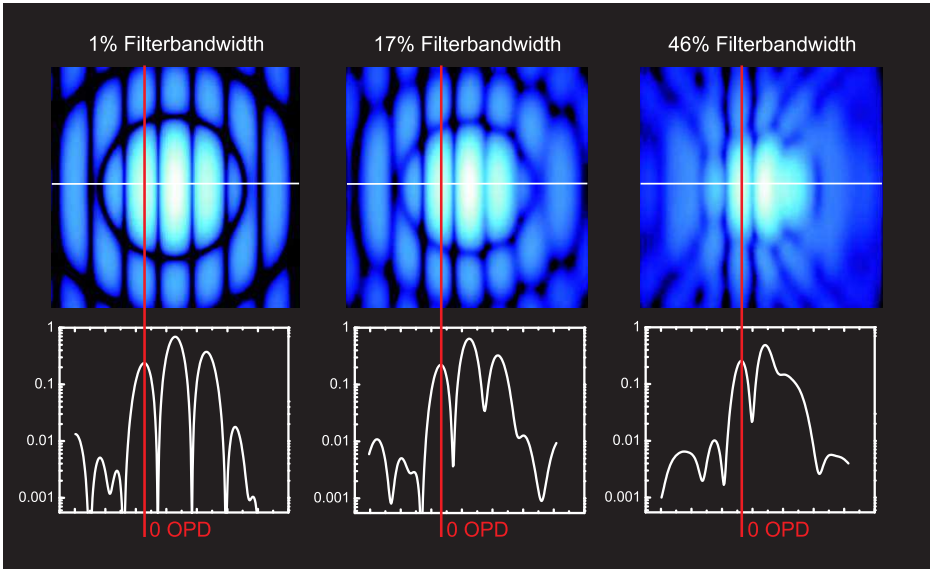 1% Filterbandwidth
17% Filterbandwidth
46% Filterbandwidth
1
0.1
0.01
0.001
0 OPD
1
0.1
0.01
0.001
0 OPD
1
0.1
0.01
0.001
0 OPD